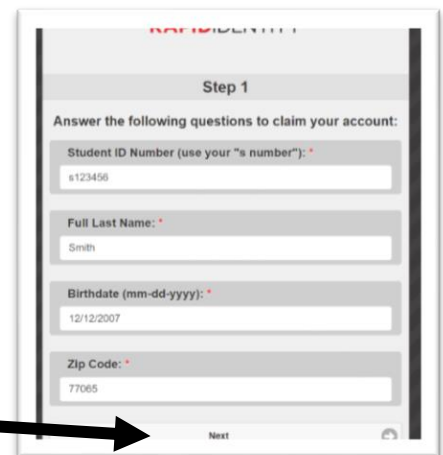 RAPIDIDENTITY
Step 1
Answer the following questions to claim your account:
Student ID Number (use your "s number"): *
s123456
Full Last Name: *
Smith
Birthdate (mm-dd-yyyy): *
12/12/2007
Zip Code: *
77065
Next